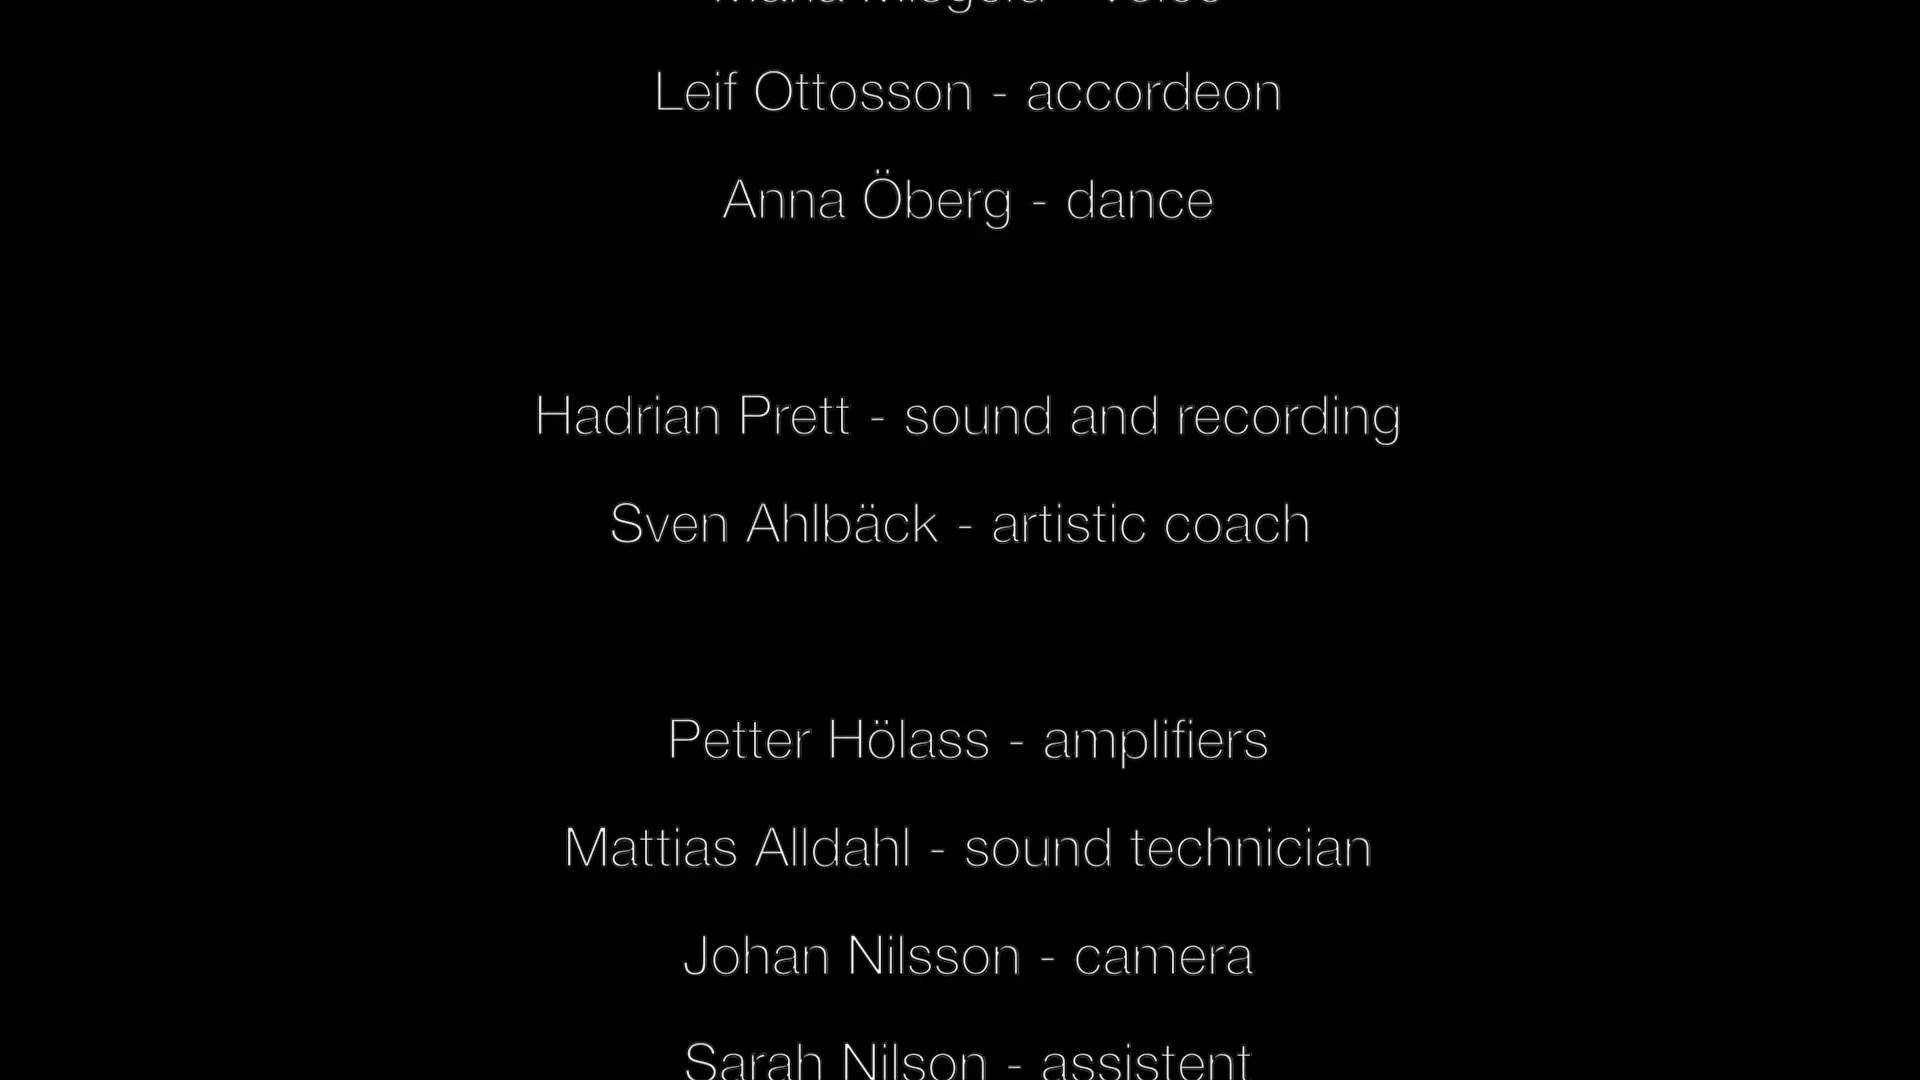 Leif Ottosson - accordeon
Anna Öberg - dance
Hadrian Prett - sound and recording
Sven Ahlbäck - artistic coach
Petter Hölass - amplifiers
Mattias Alldahl - sound technician
Johan Nilsson - camera
Sarah Nilson - assistent